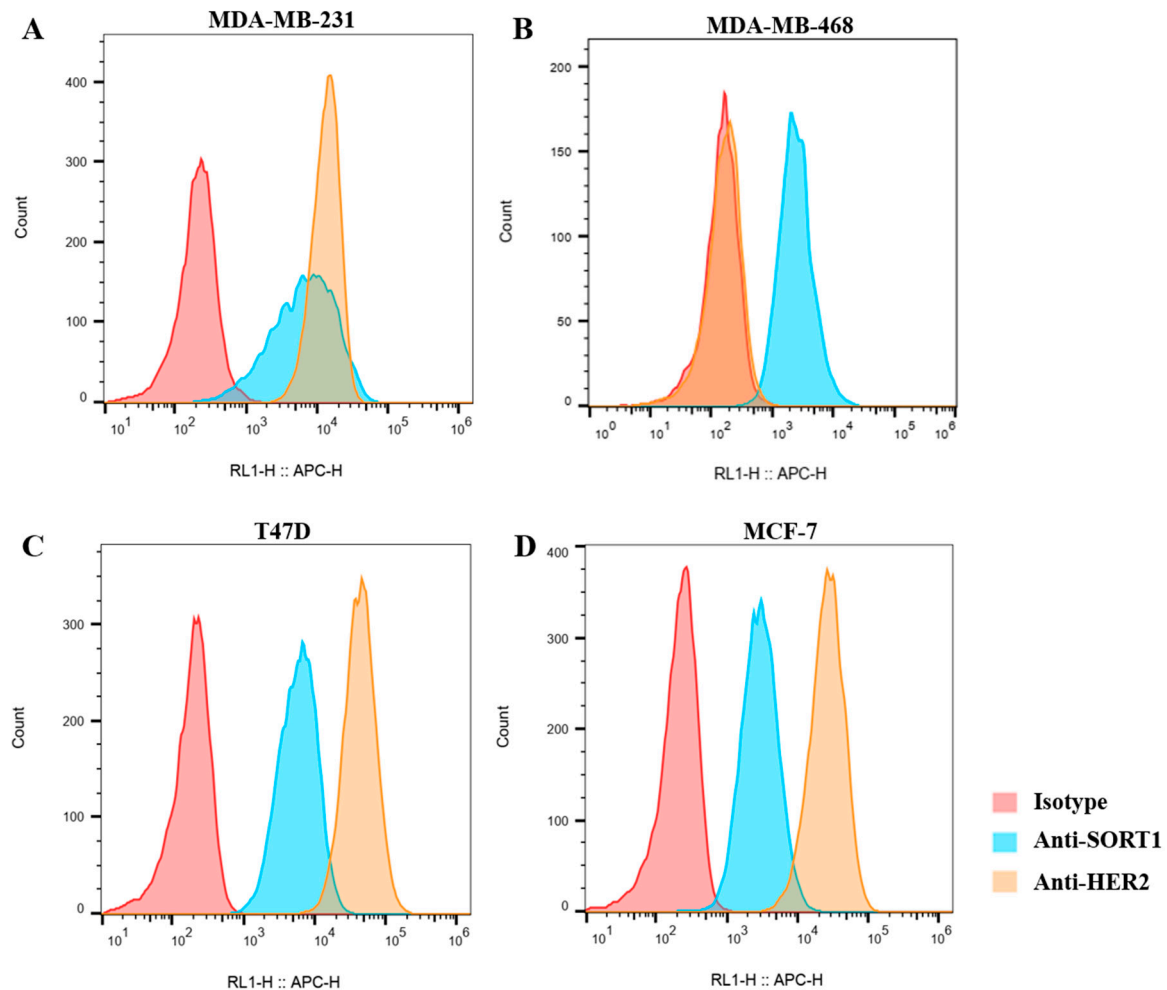 A
MDA-MB-231
Count
400
300
200
100
0
10^1
10^2
10^3
10^4
10^5
10^6
RL1-H :: APC-H
B
MDA-MB-468
Count
200
150
100
50
0
10^0
10^1
10^2
10^3
10^4
10^5
10^6
RL1-H :: APC-H
C
T47D
Count
300
200
100
0
10^1
10^2
10^3
10^4
10^5
10^6
RL1-H :: APC-H
D
MCF-7
Count
400
300
200
100
0
10^1
10^2
10^3
10^4
10^5
10^6
RL1-H :: APC-H
Isotype
Anti-SORT1
Anti-HER2